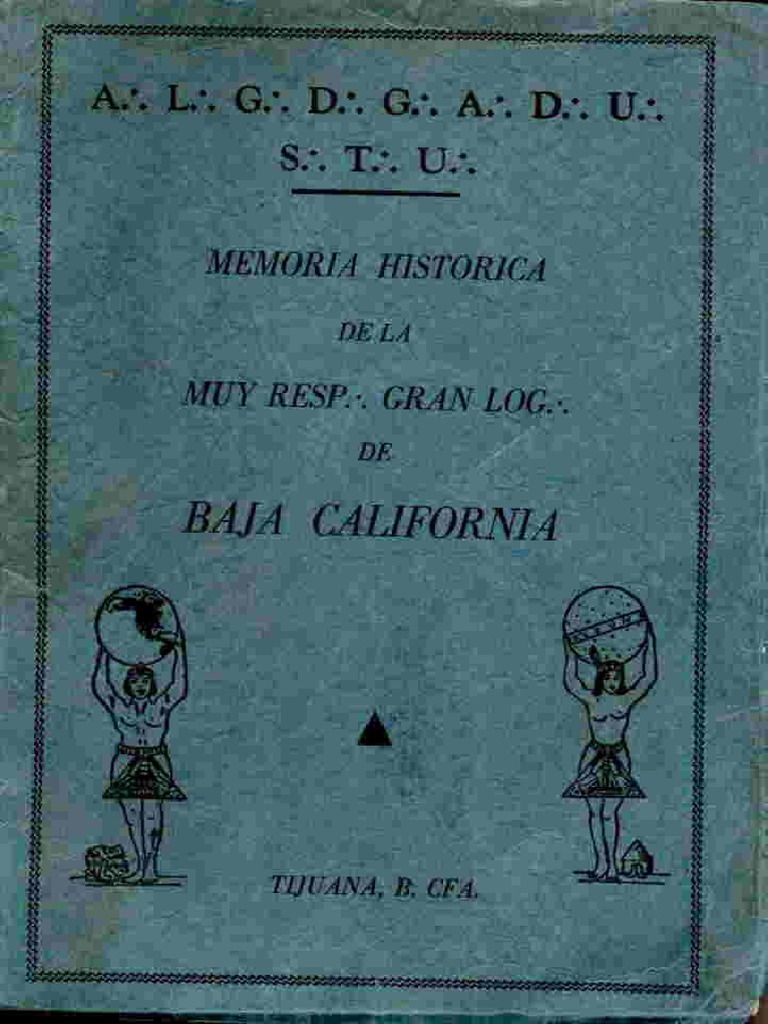 A∴ L∴ G∴ D∴ G∴ A∴ D∴ U∴
S∴ T∴ U∴
MEMORIA HISTORICA
DE LA
MUY RESP∴ GRAN LOG∴
DE
BAJA CALIFORNIA
TIJUANA, B. CFA.